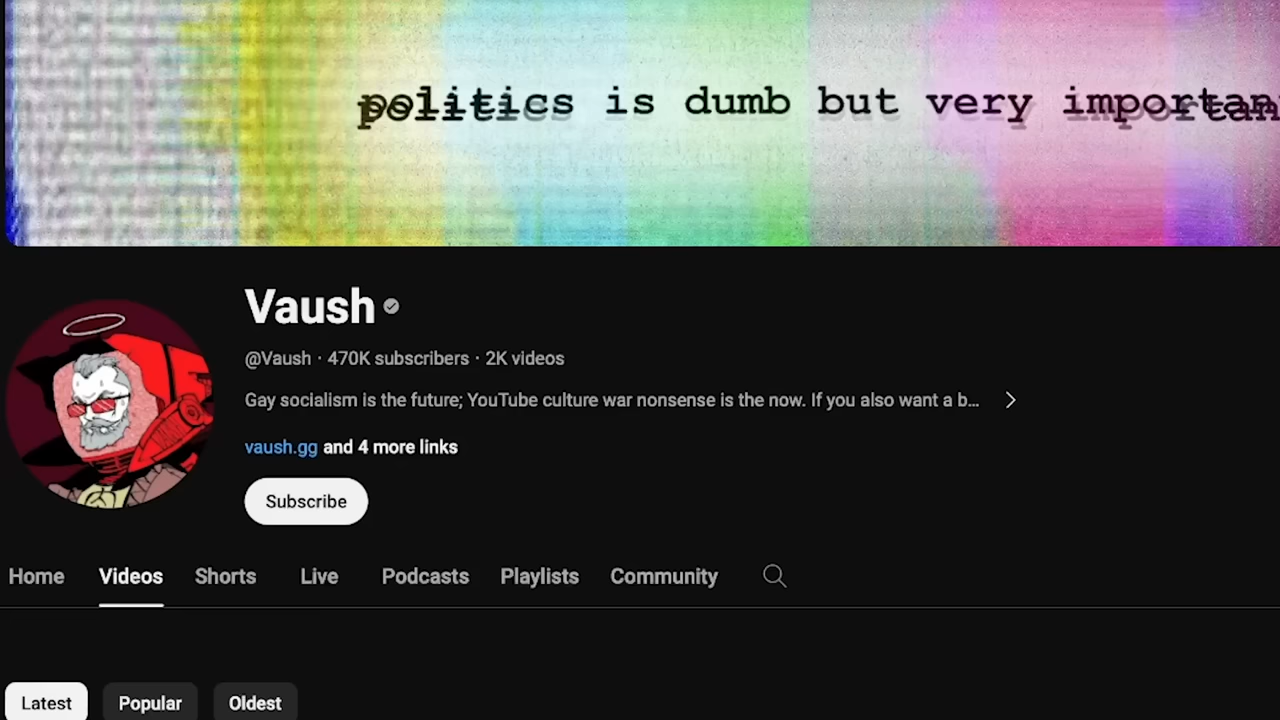 politics is dumb but very importan
Vaush
@Vaush · 470K subscribers · 2K videos
Gay socialism is the future; YouTube culture war nonsense is the now. If you also want a b...
vaush.gg and 4 more links
Subscribe
Home Videos Shorts Live Podcasts Playlists Community
Latest Popular Oldest